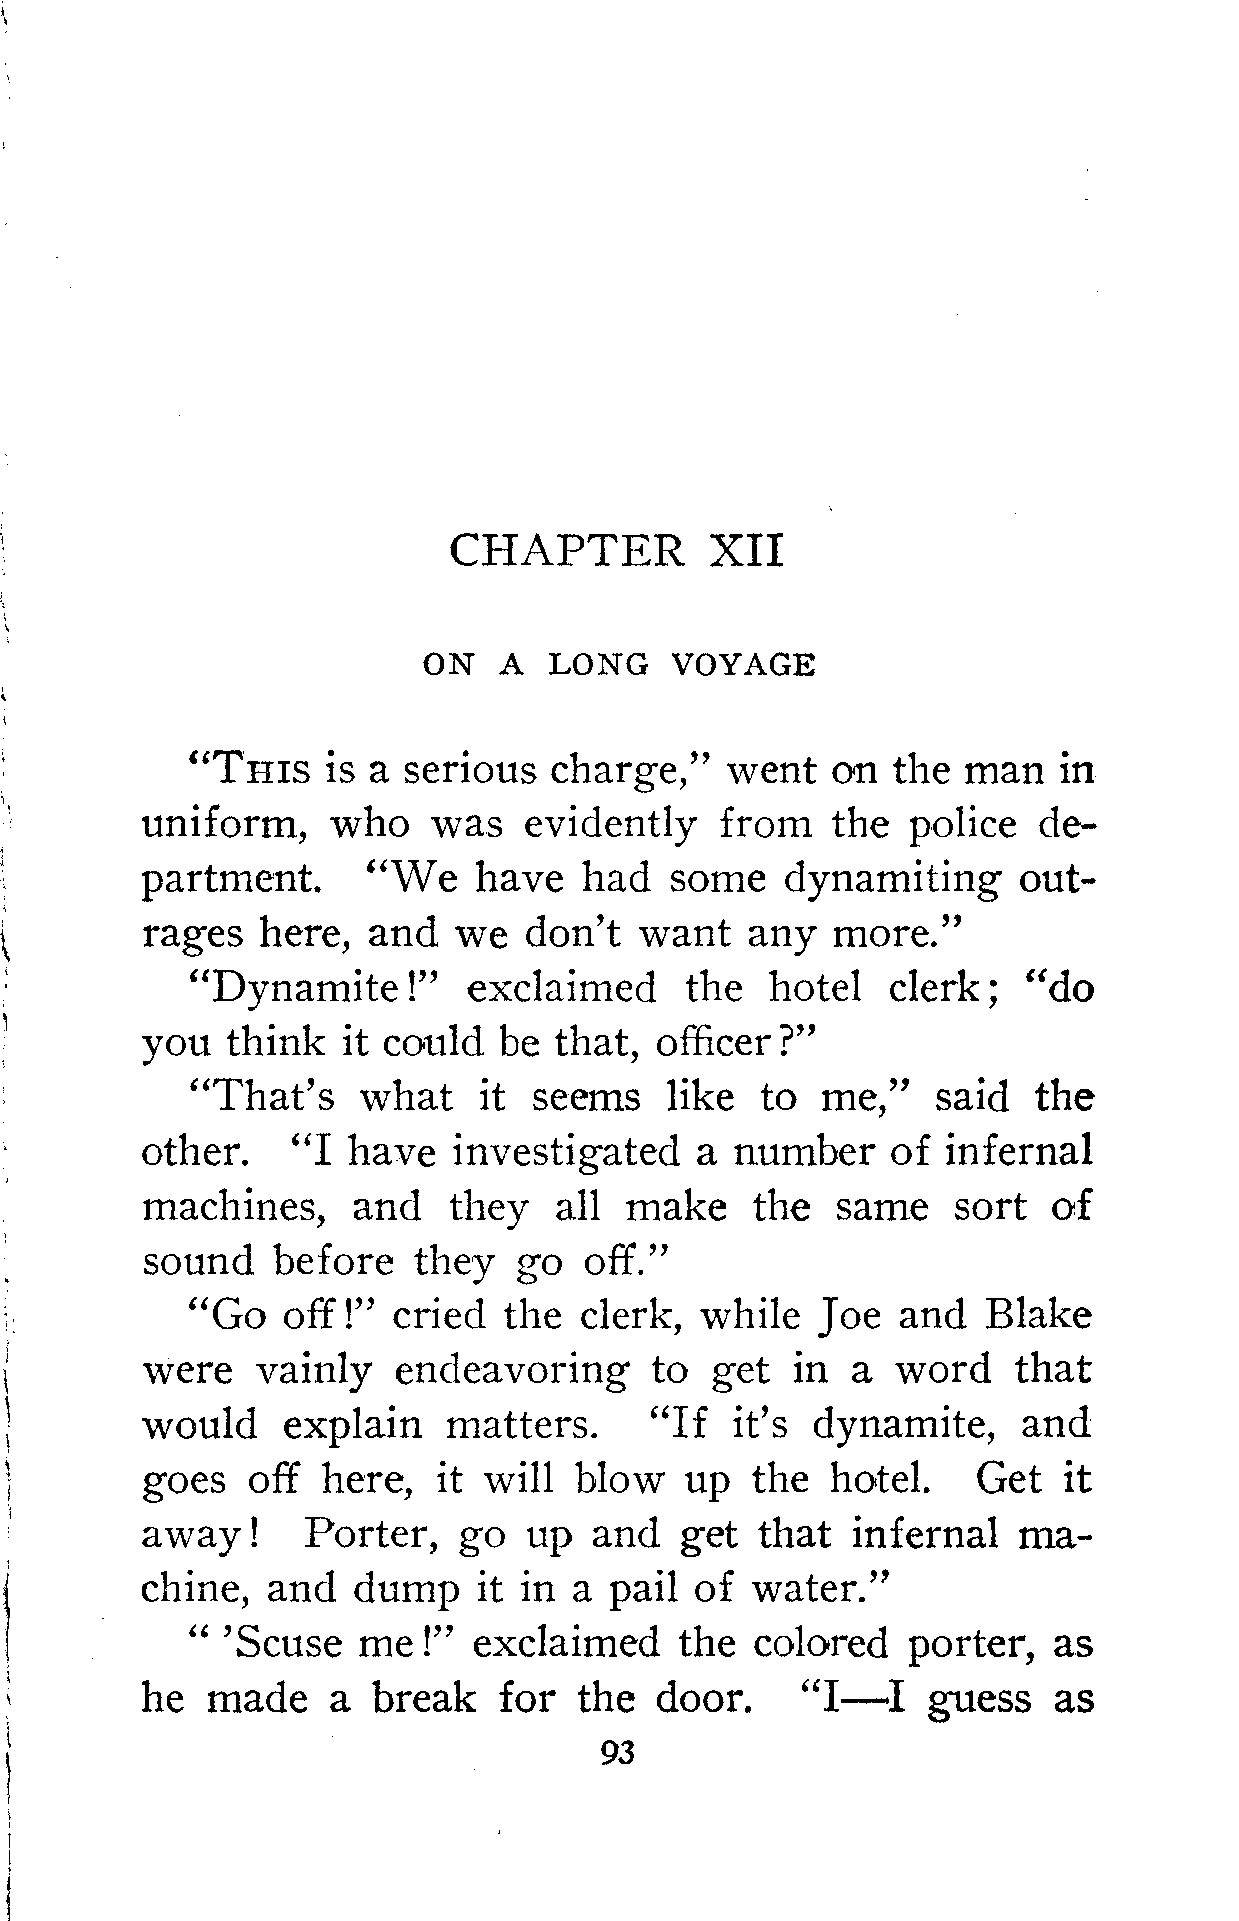 CHAPTER XII
ON A LONG VOYAGE
"THIS is a serious charge," went on the man in
uniform, who was evidently from the police de-
partment. "We have had some dynamiting out-
rages here, and we don't want any more."
"Dynamite!" exclaimed the hotel clerk; "do
you think it could be that, officer?"
"That's what it seems like to me," said the
other. "I have investigated a number of infernal
machines, and they all make the same sort of
sound before they go off."
"Go off!" cried the clerk, while Joe and Blake
were vainly endeavoring to get in a word that
would explain matters. "If it's dynamite, and
goes off here, it will blow up the hotel. Get it
away! Porter, go up and get that infernal ma-
chine, and dump it in a pail of water."
" 'Scuse me!" exclaimed the colored porter, as
he made a break for the door. "I—I guess as
93